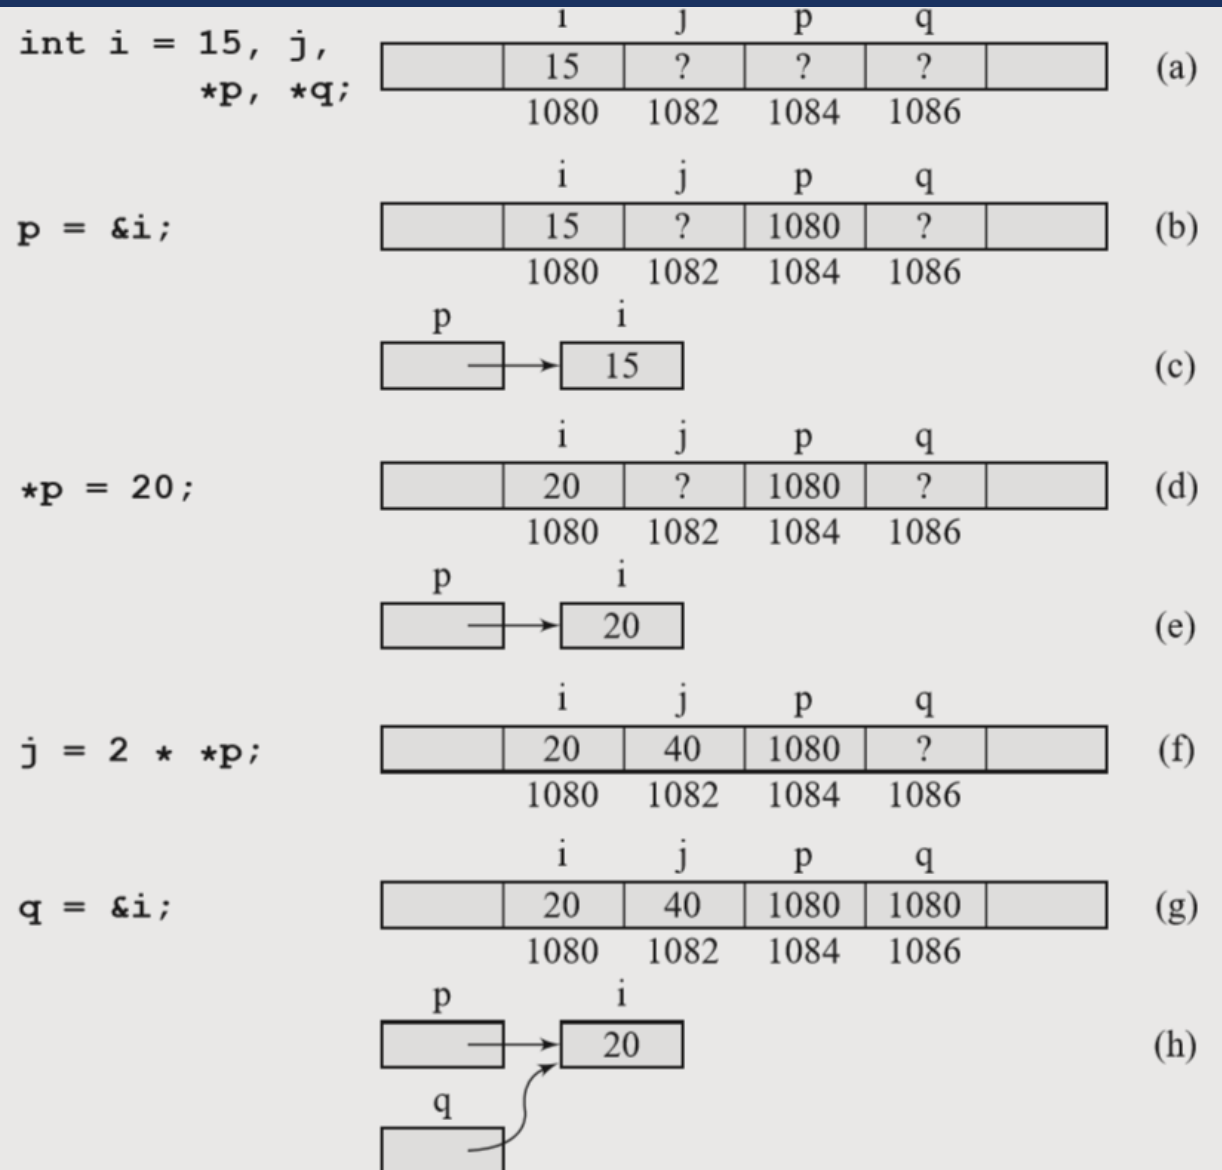 i j p q
int i = 15, j, 15 ? ? ? (a)
*p, *q;
1080 1082 1084 1086
i j p q
p = &i; 15 ? 1080 ? (b)
1080 1082 1084 1086
p i
15 (c)
i j p q
*p = 20; 20 ? 1080 ? (d)
1080 1082 1084 1086
p i
20 (e)
i j p q
j = 2 * *p; 20 40 1080 ? (f)
1080 1082 1084 1086
i j p q
q = &i; 20 40 1080 1080 (g)
1080 1082 1084 1086
p i
20 (h)
q